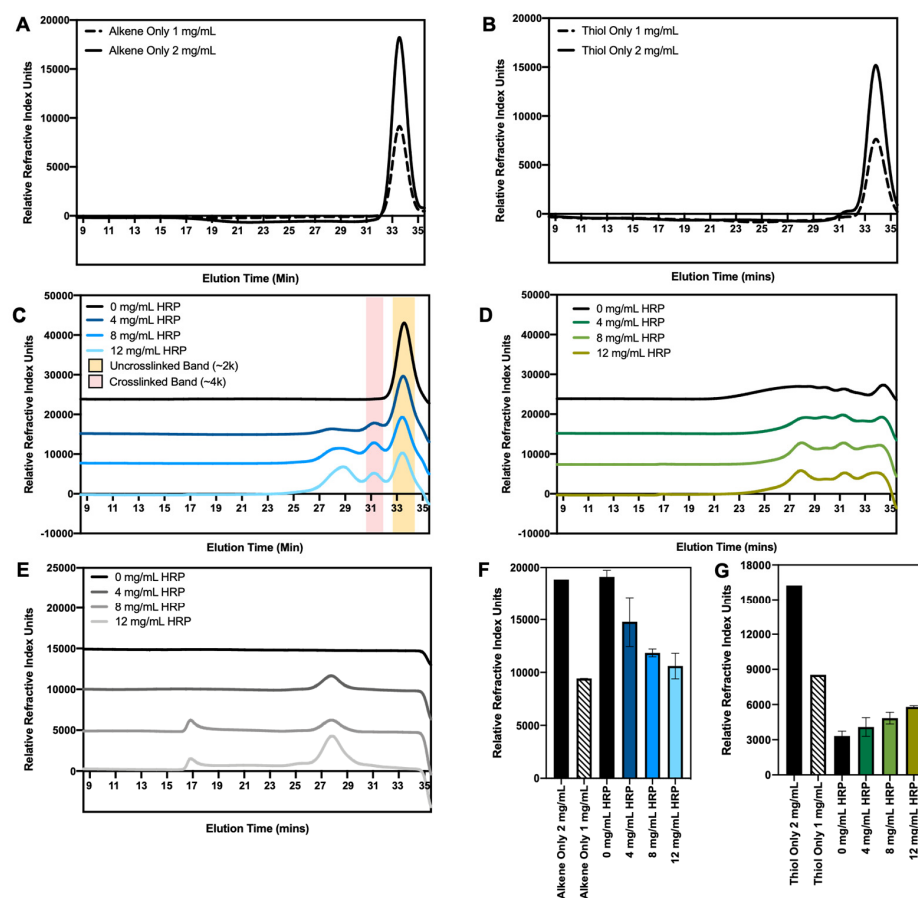 A
Alkene Only 1 mg/mL
Alkene Only 2 mg/mL
Relative Refractive Index Units
20000
15000
10000
5000
0
9 11 13 15 17 19 21 23 25 27 29 31 33 35
Elution Time (Min)
B
Thiol Only 1 mg/mL
Thiol Only 2 mg/mL
Relative Refractive Index Units
20000
15000
10000
5000
0
9 11 13 15 17 19 21 23 25 27 29 31 33 35
Elution Time (mins)
C
0 mg/mL HRP
4 mg/mL HRP
8 mg/mL HRP
12 mg/mL HRP
Uncrosslinked Band (~2k)
Crosslinked Band (~4k)
Relative Refractive Index Units
50000
40000
30000
20000
10000
0
-10000
9 11 13 15 17 19 21 23 25 27 29 31 33 35
Elution Time (Min)
D
0 mg/mL HRP
4 mg/mL HRP
8 mg/mL HRP
12 mg/mL HRP
Relative Refractive Index Units
50000
40000
30000
20000
10000
0
-10000
9 11 13 15 17 19 21 23 25 27 29 31 33 35
Elution Time (mins)
E
0 mg/mL HRP
4 mg/mL HRP
8 mg/mL HRP
12 mg/mL HRP
Relative Refractive Index Units
25000
20000
15000
10000
5000
0
9 11 13 15 17 19 21 23 25 27 29 31 33 35
Elution Time (mins)
F
Relative Refractive Index Units
20000
15000
10000
5000
0
Alkene Only 2 mg/mL
Alkene Only 1 mg/mL
0 mg/mL HRP
4 mg/mL HRP
8 mg/mL HRP
12 mg/mL HRP
G
Relative Refractive Index Units
18000
15000
12000
9000
6000
3000
0
Thiol Only 2 mg/mL
Thiol Only 1 mg/mL
0 mg/mL HRP
4 mg/mL HRP
8 mg/mL HRP
12 mg/mL HRP